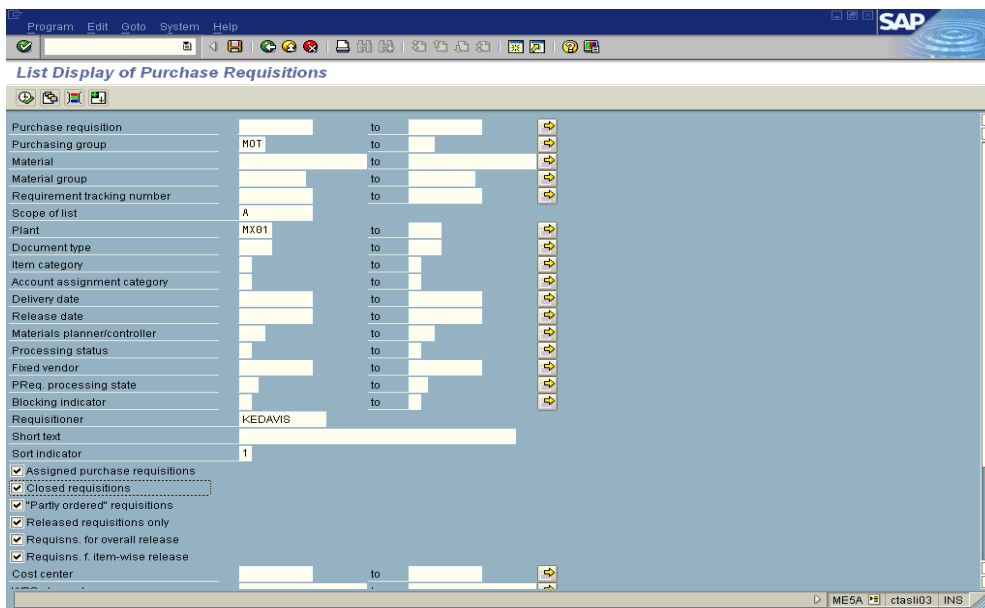 Program Edit Goto System Help
SAP
List Display of Purchase Requisitions
Purchase requisition to
Purchasing group MOT to
Material to
Material group to
Requirement tracking number to
Scope of list A
Plant MX01 to
Document type to
Item category to
Account assignment category to
Delivery date to
Release date to
Materials planner/controller to
Processing status to
Fixed vendor to
PReq. processing state to
Blocking indicator to
Requisitioner KEDAVIS
Short text
Sort indicator 1
Assigned purchase requisitions
Closed requisitions
"Partly ordered" requisitions
Released requisitions only
Requisns. for overall release
Requisns. f. item-wise release
Cost center to
ME5A ctasli03 INS